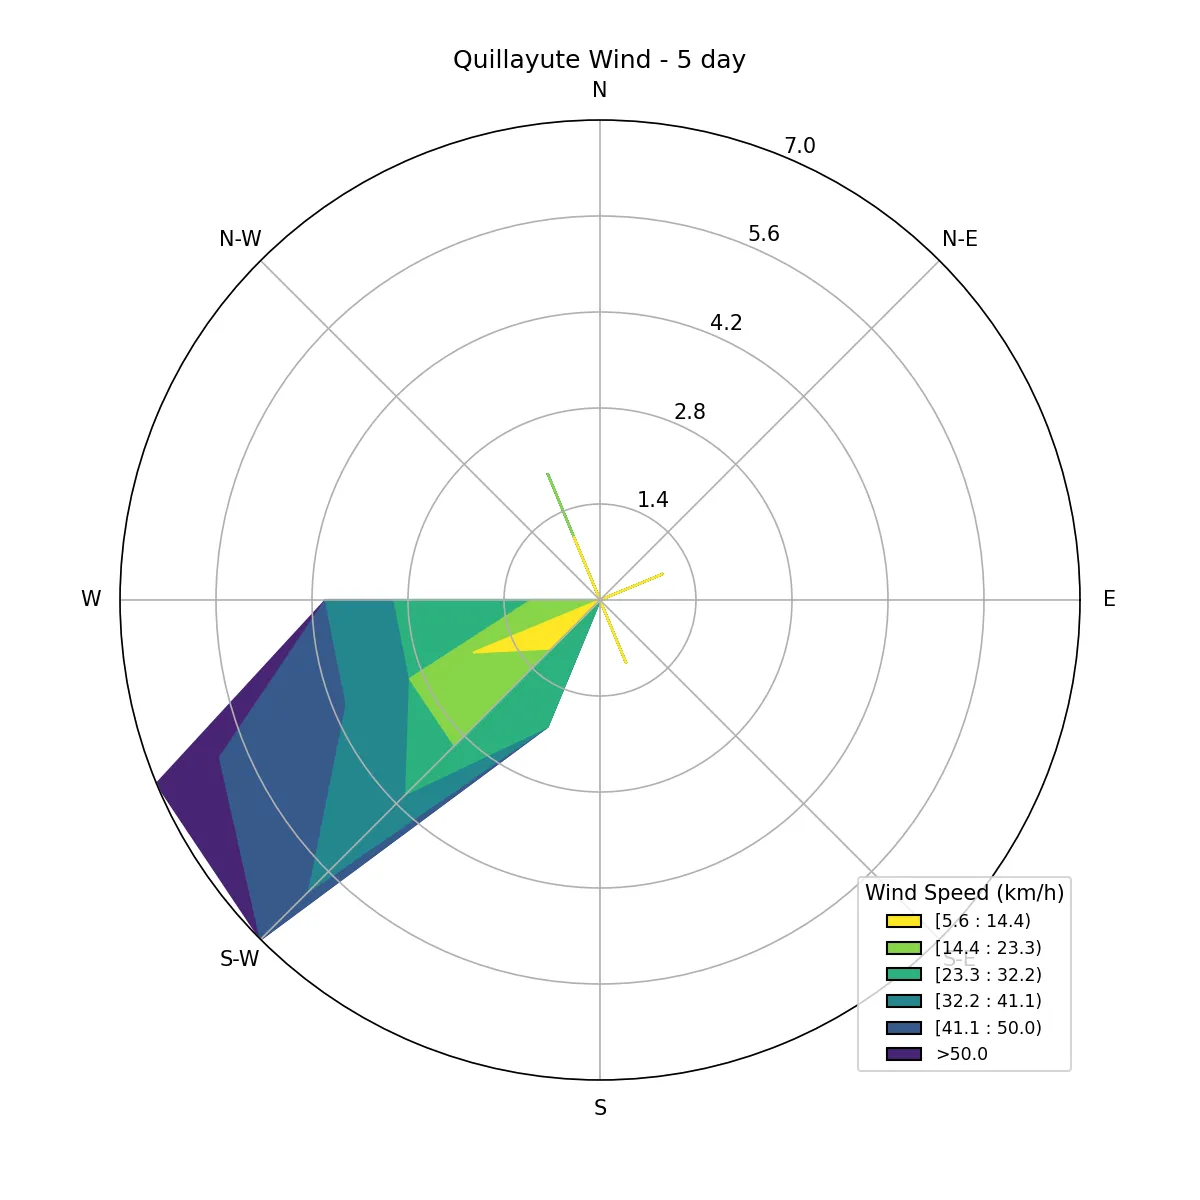 Quillayute Wind - 5 day
N
7.0
N-W
5.6
N-E
4.2
2.8
1.4
W
E
S-W
S-E
S
Wind Speed (km/h)
[5.6 : 14.4)
[14.4 : 23.3)
[23.3 : 32.2)
[32.2 : 41.1)
[41.1 : 50.0)
>50.0